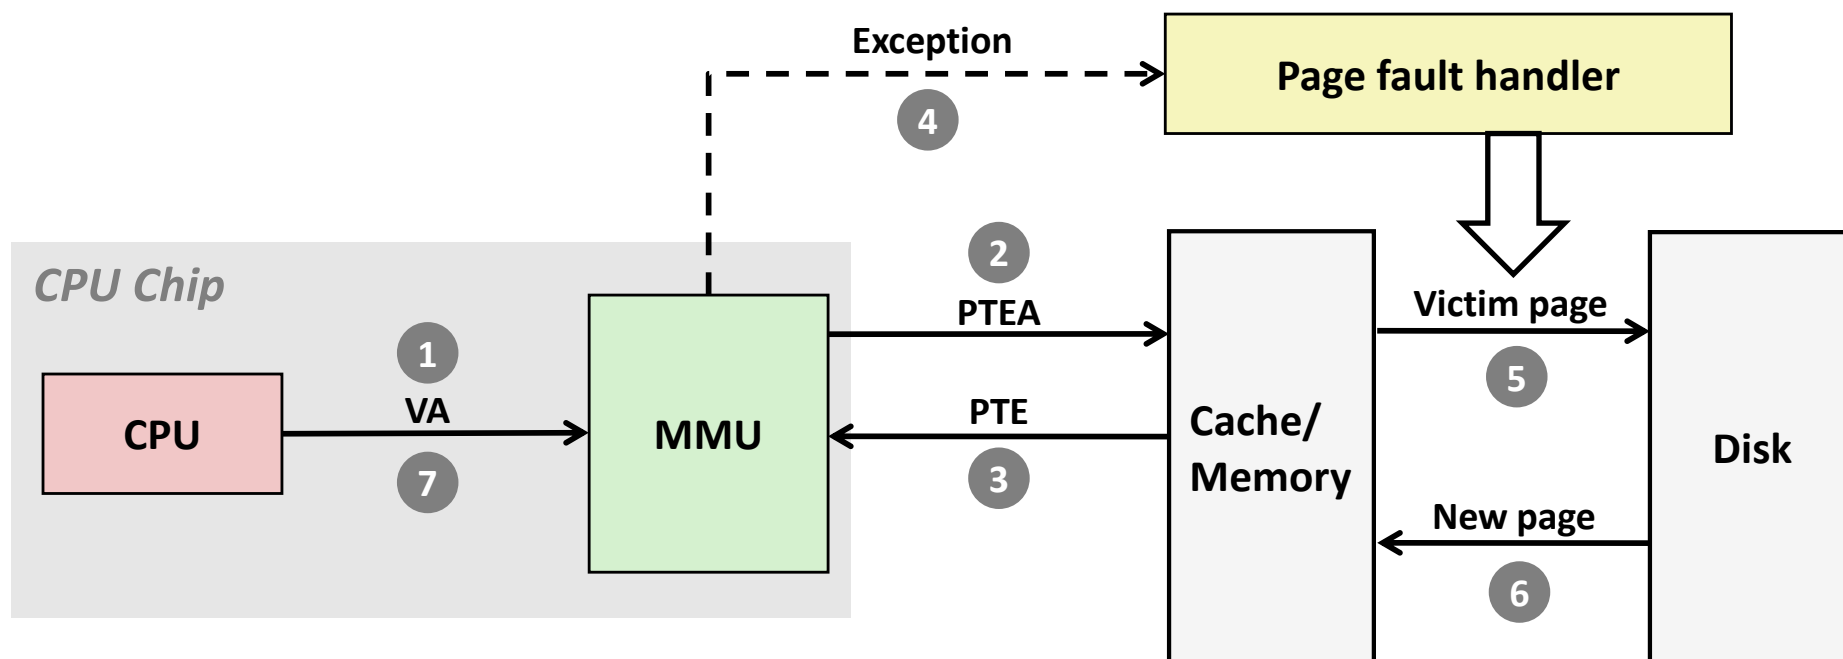 Exception
Page fault handler
4
2
CPU Chip
PTEA
Victim page
1
5
VA
PTE
CPU
MMU
Cache/
Memory
Disk
7
3
New page
6